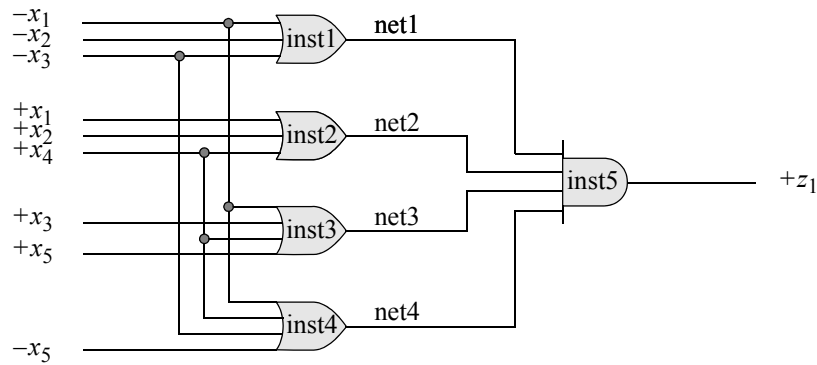 –x₁
–x₂
–x₃
inst1
net1
+x₁
+x₂
+x₄
inst2
net2
inst5
+z₁
+x₃
+x₅
inst3
net3
inst4
net4
–x₅